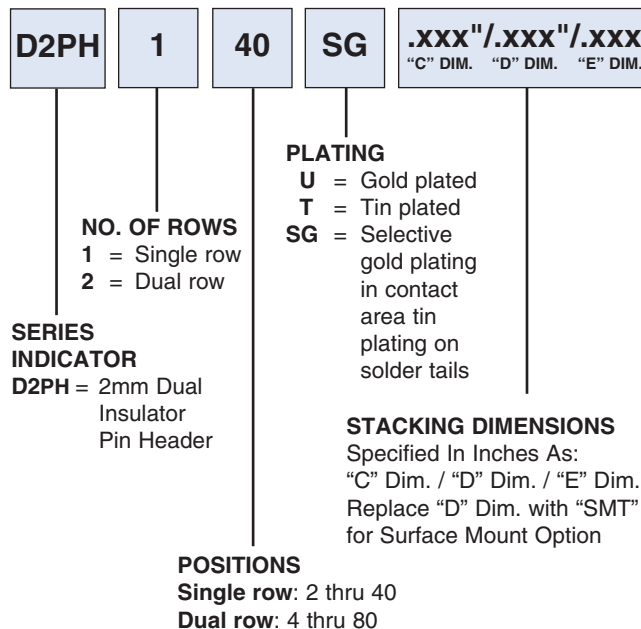 D2PH 1 40 SG .xxx"/.xxx"/.xxx
“C” DIM. “D” DIM. “E” DIM.
PLATING
U = Gold plated
T = Tin plated
SG = Selective
gold plating
in contact
area tin
plating on
solder tails
NO. OF ROWS
1 = Single row
2 = Dual row
SERIES
INDICATOR
D2PH = 2mm Dual
Insulator
Pin Header
STACKING DIMENSIONS
Specified In Inches As:
“C” Dim. / “D” Dim. / “E” Dim.
Replace “D” Dim. with “SMT”
for Surface Mount Option
POSITIONS
Single row: 2 thru 40
Dual row: 4 thru 80